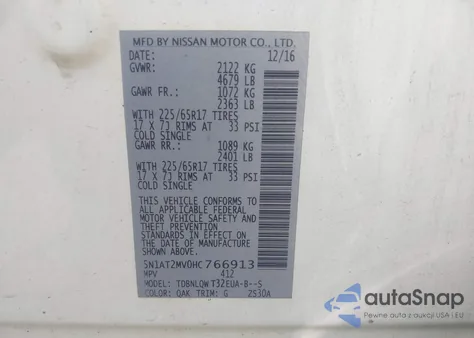 MFD BY NISSAN MOTOR CO., LTD.
DATE: 12/16
GVWR: 2122 KG
4679 LB
GAWR FR: 1072 KG
2363 LB
WITH 225/65R17 TIRES
17 X 7J RIMS AT 33 PSI
COLD SINGLE
GAWR RR: 1089 KG
2401 LB
WITH 225/65R17 TIRES
17 X 7J RIMS AT 33 PSI
COLD SINGLE
THIS VEHICLE CONFORMS TO
ALL APPLICABLE FEDERAL
MOTOR VEHICLE SAFETY AND
THEFT PREVENTION
STANDARDS IN EFFECT ON
THE DATE OF MANUFACTURE
SHOWN ABOVE
5N1AT2MV0HC766913
MPV 412
MODEL: TDBNLQW T32EUA-B--S
COLOR: QAK TRIM: G 2530A
autoSnap
POWERED BY AUTOHELPERBOT